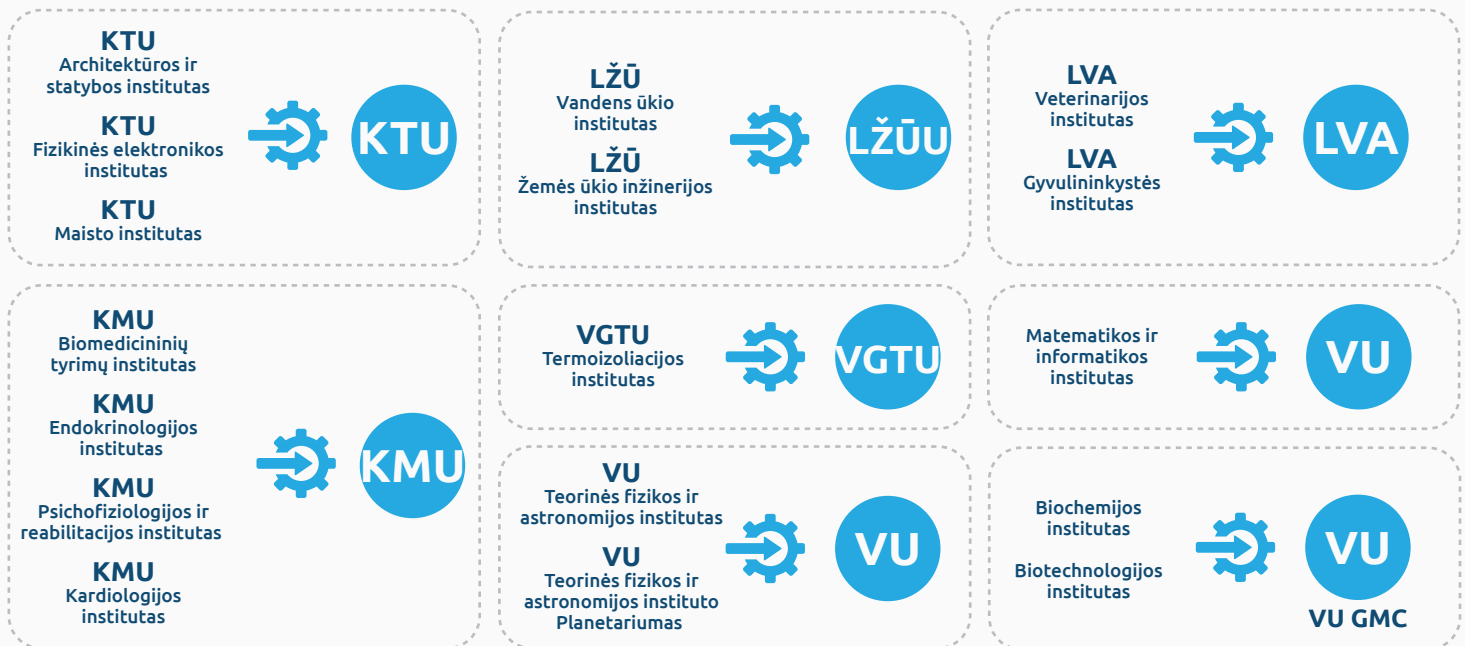 KTU
Architektūros ir
statybos institutas
KTU
Fizikinės elektronikos
institutas
KTU
Maisto institutas
KTU
LŽŪ
Vandens ūkio
institutas
LŽŪ
Žemės ūkio inžinerijos
institutas
LŽŪU
LVA
Veterinarijos
institutas
LVA
Gyvulininkystės
institutas
LVA
KMU
Biomedicininių
tyrimų institutas
KMU
Endokrinologijos
institutas
KMU
Psichofiziologijos ir
reabilitacijos institutas
KMU
Kardiologijos
institutas
KMU
VGTU
Termoizoliacijos
institutas
VGTU
Matematikos ir
informatikos
institutas
VU
VU
Teorinės fizikos ir
astronomijos institutas
VU
Teorinės fizikos ir
astronomijos instituto
Planetariumas
VU
Biochemijos
institutas
Biotechnologijos
institutas
VU
VU GMC